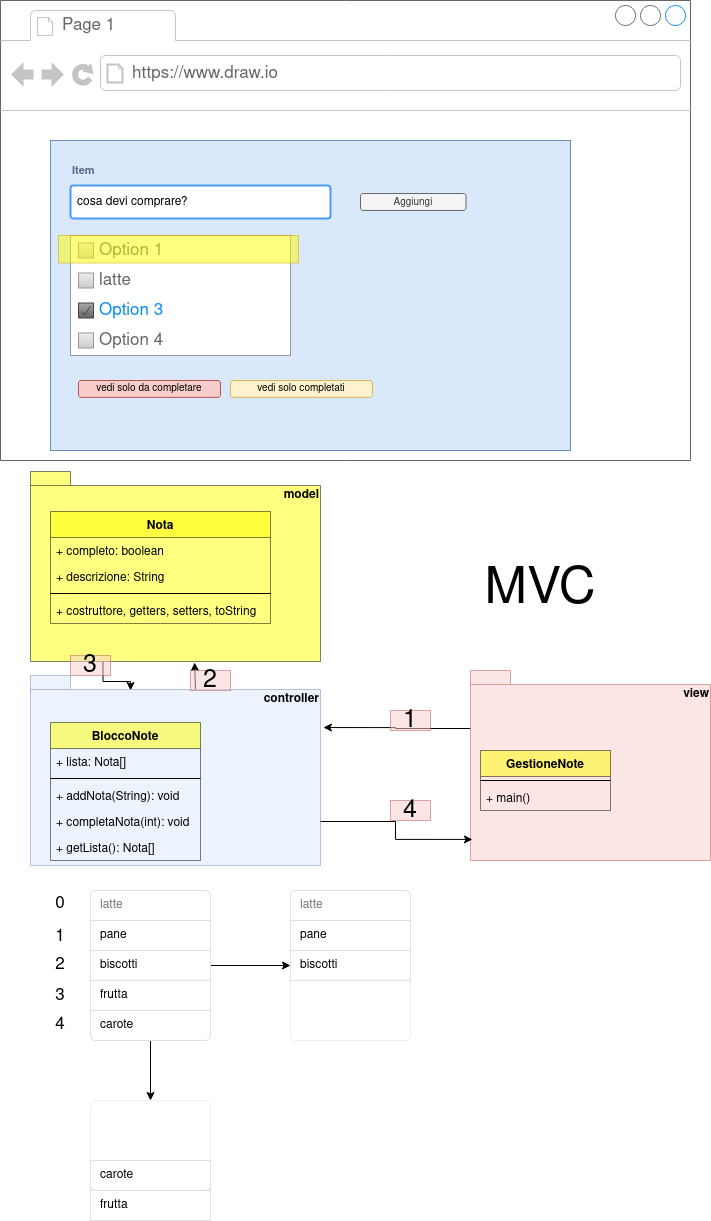 Page 1
https://www.draw.io
Item
cosa devi comprare?
Aggiungi
Option 1
latte
Option 3
Option 4
vedi solo da completare
vedi solo completati
model
Nota
+ completo: boolean
+ descrizione: String
+ costruttore, getters, setters, toString
MVC
3
2
controller
BloccoNote
+ lista: Nota[]
+ addNota(String): void
+ completaNota(int): void
+ getLista(): Nota[]
1
4
view
GestioneNote
+ main()
0
latte
1
pane
2
biscotti
3
frutta
4
carote
latte
pane
biscotti
carote
frutta